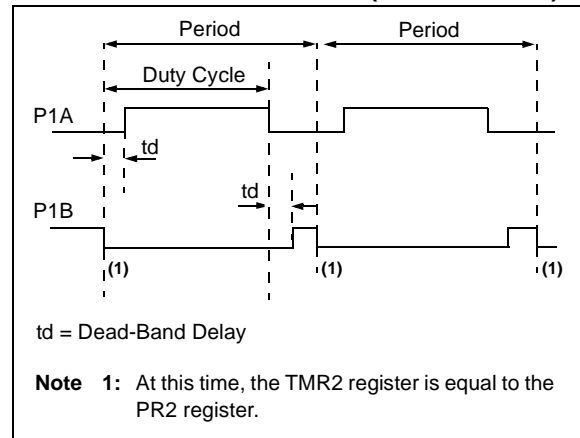 Period Period
Duty Cycle
P1A
td
td
P1B
(1) (1) (1)
td = Dead-Band Delay
Note 1: At this time, the TMR2 register is equal to the
PR2 register.